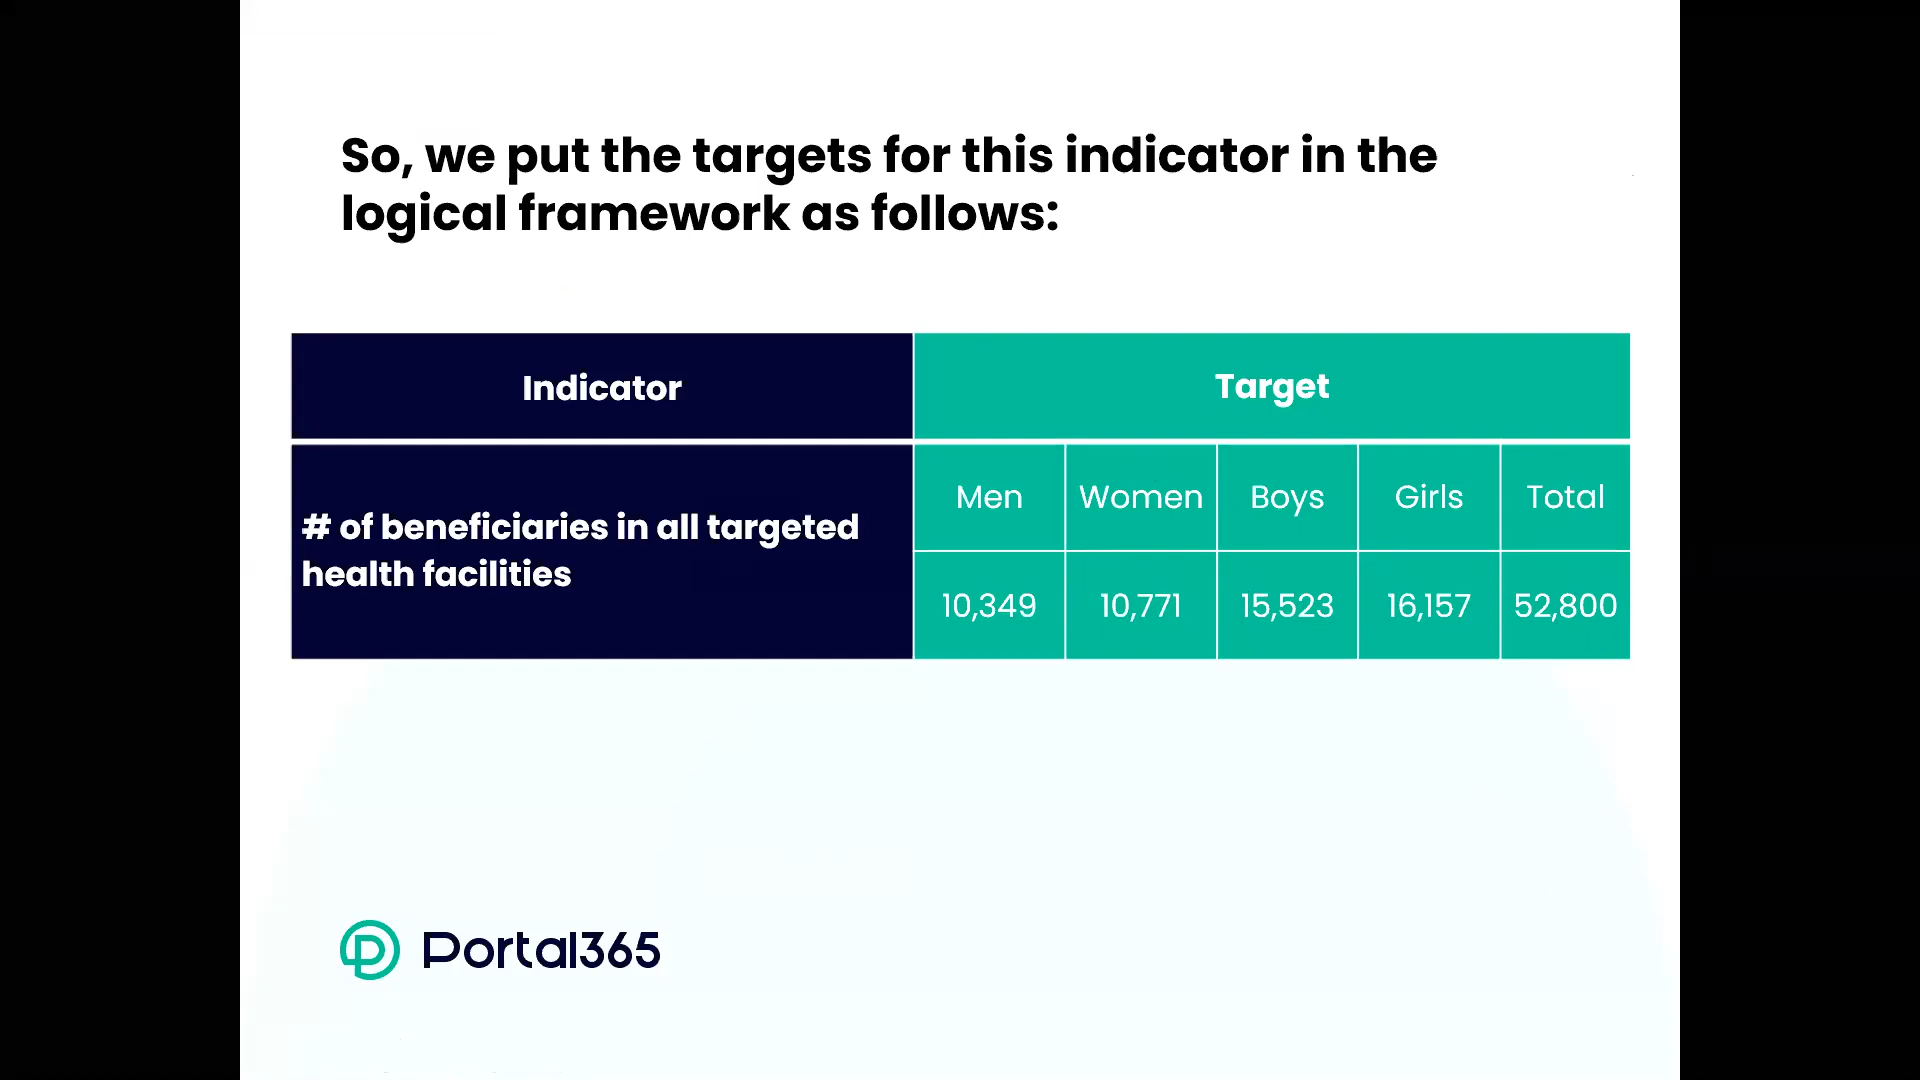 So, we put the targets for this indicator in the
logical framework as follows:
Indicator
Target
# of beneficiaries in all targeted
health facilities
Men
Women
Boys
Girls
Total
10,349
10,771
15,523
16,157
52,800
Portal365